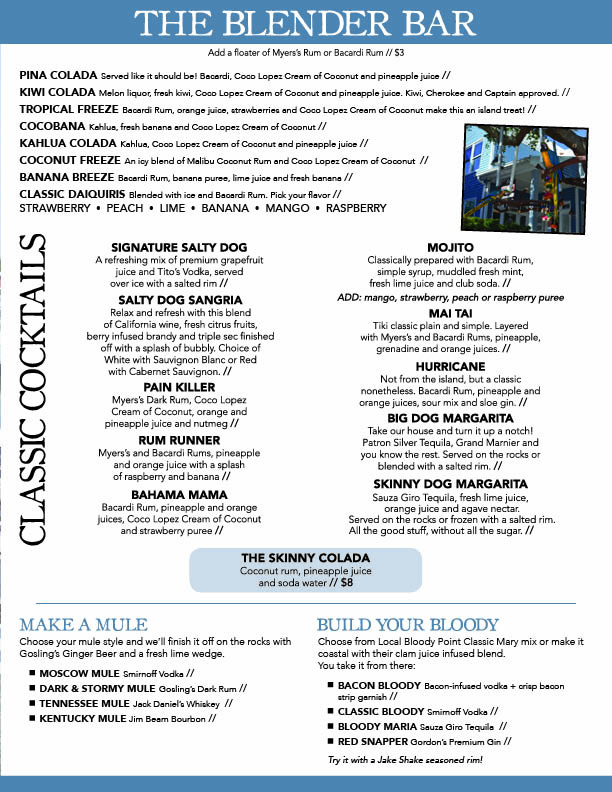 THE BLENDER BAR
Add a floater of Myers's Rum or Bacardi Rum // $3
PINA COLADA Served like it should be! Bacardi, Coco Lopez Cream of Coconut and pineapple juice //
KIWI COLADA Melon liquor, fresh kiwi, Coco Lopez Cream of Coconut and pineapple juice. Kiwi, Cherokee and Captain approved. //
TROPICAL FREEZE Bacardi Rum, orange juice, strawberries and Coco Lopez Cream of Coconut make this an island treat! //
COCOBANA Kahlua, fresh banana and Coco Lopez Cream of Coconut //
KAHLUA COLADA Kahlua, Coco Lopez Cream of Coconut and pineapple juice //
COCONUT FREEZE An icy blend of Malibu Coconut Rum and Coco Lopez Cream of Coconut //
BANANA BREEZE Bacardi Rum, banana puree, lime juice and fresh banana //
CLASSIC DAIQUIRIS Blended with ice and Bacardi Rum. Pick your flavor //
STRAWBERRY • PEACH • LIME • BANANA • MANGO • RASPBERRY
CLASSIC COCKTAILS
SIGNATURE SALTY DOG
A refreshing mix of premium grapefruit
juice and Tito's Vodka, served
over ice with a salted rim //
SALTY DOG SANGRIA
Relax and refresh with this blend
of California wine, fresh citrus fruits,
berry infused brandy and triple sec finished
off with a splash of bubbly. Choice of
White with Sauvignon Blanc or Red
with Cabernet Sauvignon. //
PAIN KILLER
Myers's Dark Rum, Coco Lopez
Cream of Coconut, orange and
pineapple juice and nutmeg //
RUM RUNNER
Myers's and Bacardi Rums, pineapple
and orange juice with a splash
of raspberry and banana //
BAHAMA MAMA
Bacardi Rum, pineapple and orange
juices, Coco Lopez Cream of Coconut
and strawberry puree //
MOJITO
Classically prepared with Bacardi Rum,
simple syrup, muddled fresh mint,
fresh lime juice and club soda. //
ADD: mango, strawberry, peach or raspberry puree
MAI TAI
Tiki classic plain and simple. Layered
with Myers's and Bacardi Rums, pineapple,
grenadine and orange juices. //
HURRICANE
Not from the island, but a classic
nonetheless. Bacardi Rum, pineapple and
orange juices, sour mix and sloe gin. //
BIG DOG MARGARITA
Take our house and turn it up a notch!
Patron Silver Tequila, Grand Marnier and
you know the rest. Served on the rocks or
blended with a salted rim. //
SKINNY DOG MARGARITA
Sauza Giro Tequila, fresh lime juice,
orange juice and agave nectar.
Served on the rocks or frozen with a salted rim.
All the good stuff, without all the sugar. //
THE SKINNY COLADA
Coconut rum, pineapple juice
and soda water // $8
MAKE A MULE
Choose your mule style and we'll finish it off on the rocks with
Gosling's Ginger Beer and a fresh lime wedge.
■ MOSCOW MULE Smirnoff Vodka //
■ DARK & STORMY MULE Gosling's Dark Rum //
■ TENNESSEE MULE Jack Daniel's Whiskey //
■ KENTUCKY MULE Jim Beam Bourbon //
BUILD YOUR BLOODY
Choose from Local Bloody Point Classic Mary mix or make it
coastal with their clam juice infused blend.
You take it from there:
■ BACON BLOODY Bacon-infused vodka + crisp bacon
strip garnish //
■ CLASSIC BLOODY Smirnoff Vodka //
■ BLOODY MARIA Sauza Giro Tequila //
■ RED SNAPPER Gordon's Premium Gin //
Try it with a Jake Shake seasoned rim!